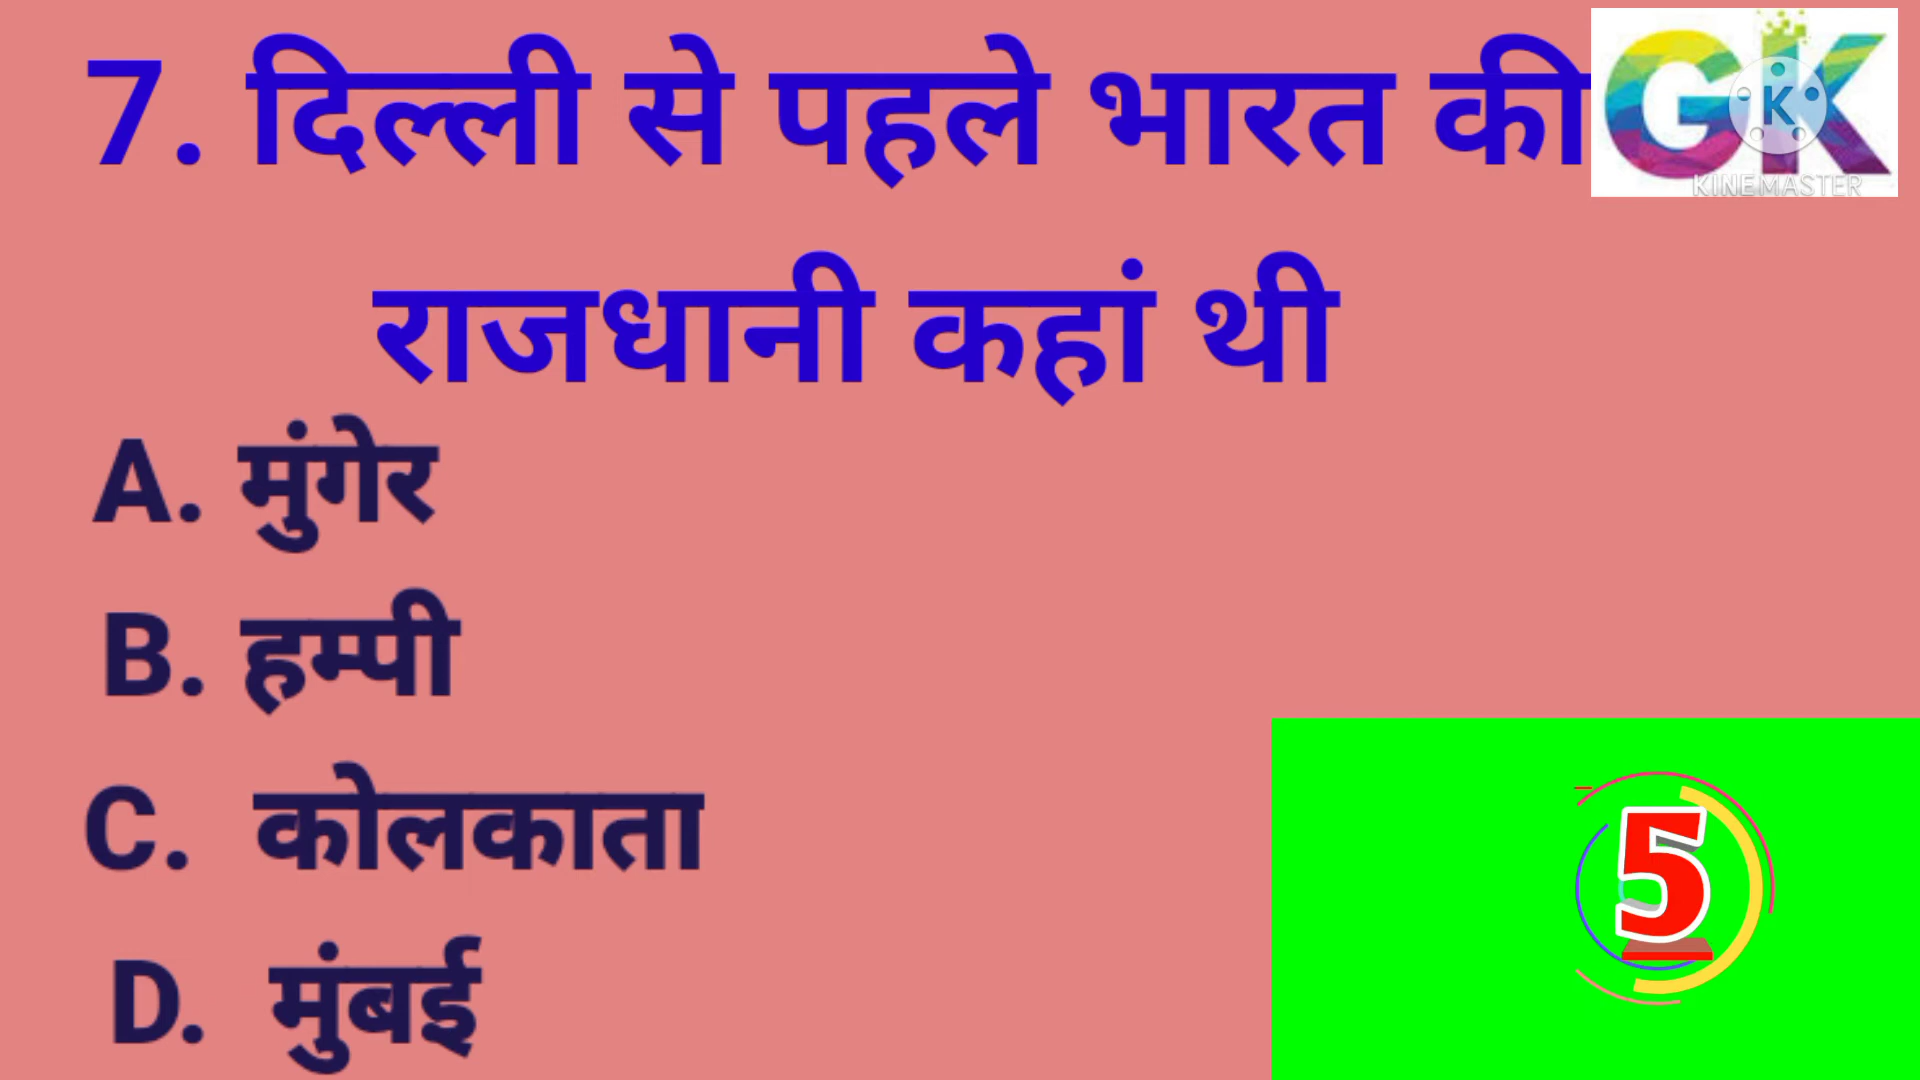 7. दिल्ली से पहले भारत की
राजधानी कहां थी
A. मुंगेर
B. हम्पी
C. कोलकाता
D. मुंबई
GK
K
KINEMASTER
5